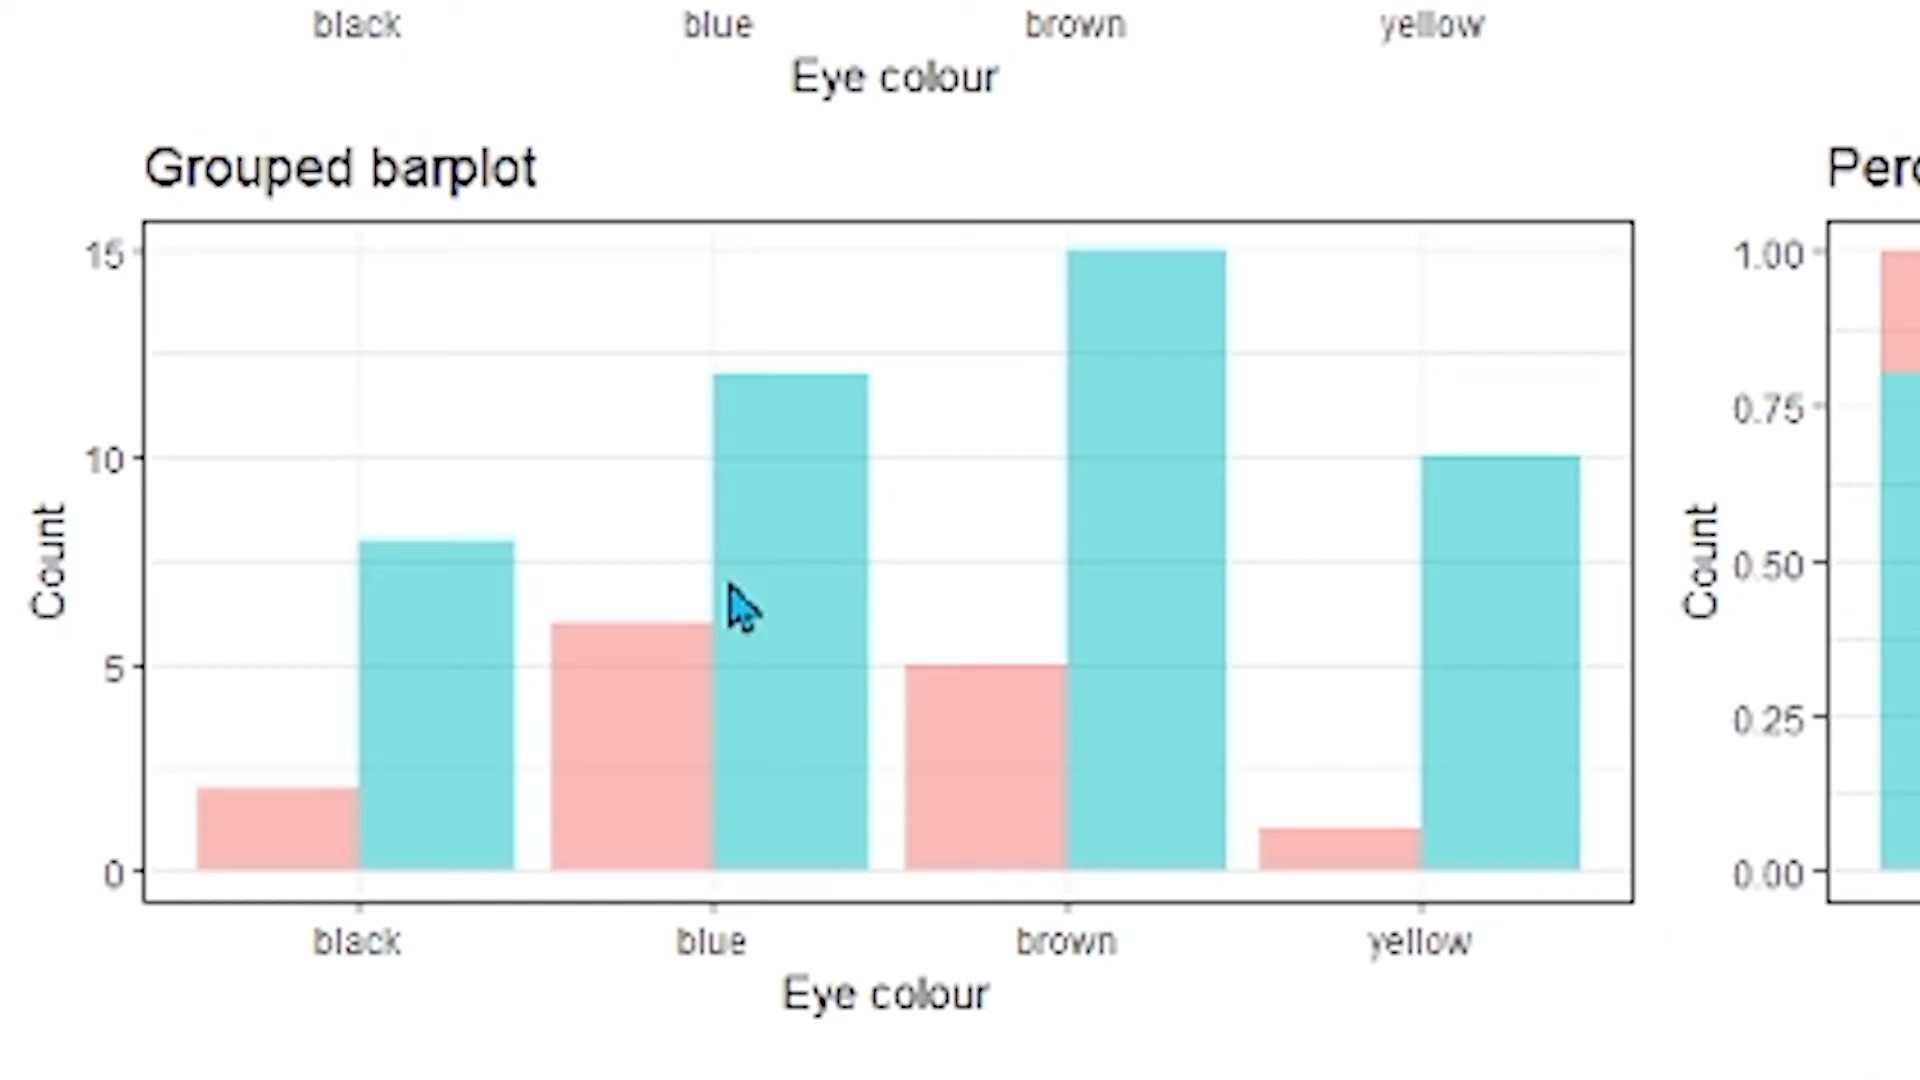 black blue brown yellow
Eye colour
Grouped barplot
15
10
5
0
Count
black blue brown yellow
Eye colour
Perc
1.00
0.75
0.50
0.25
0.00
Count